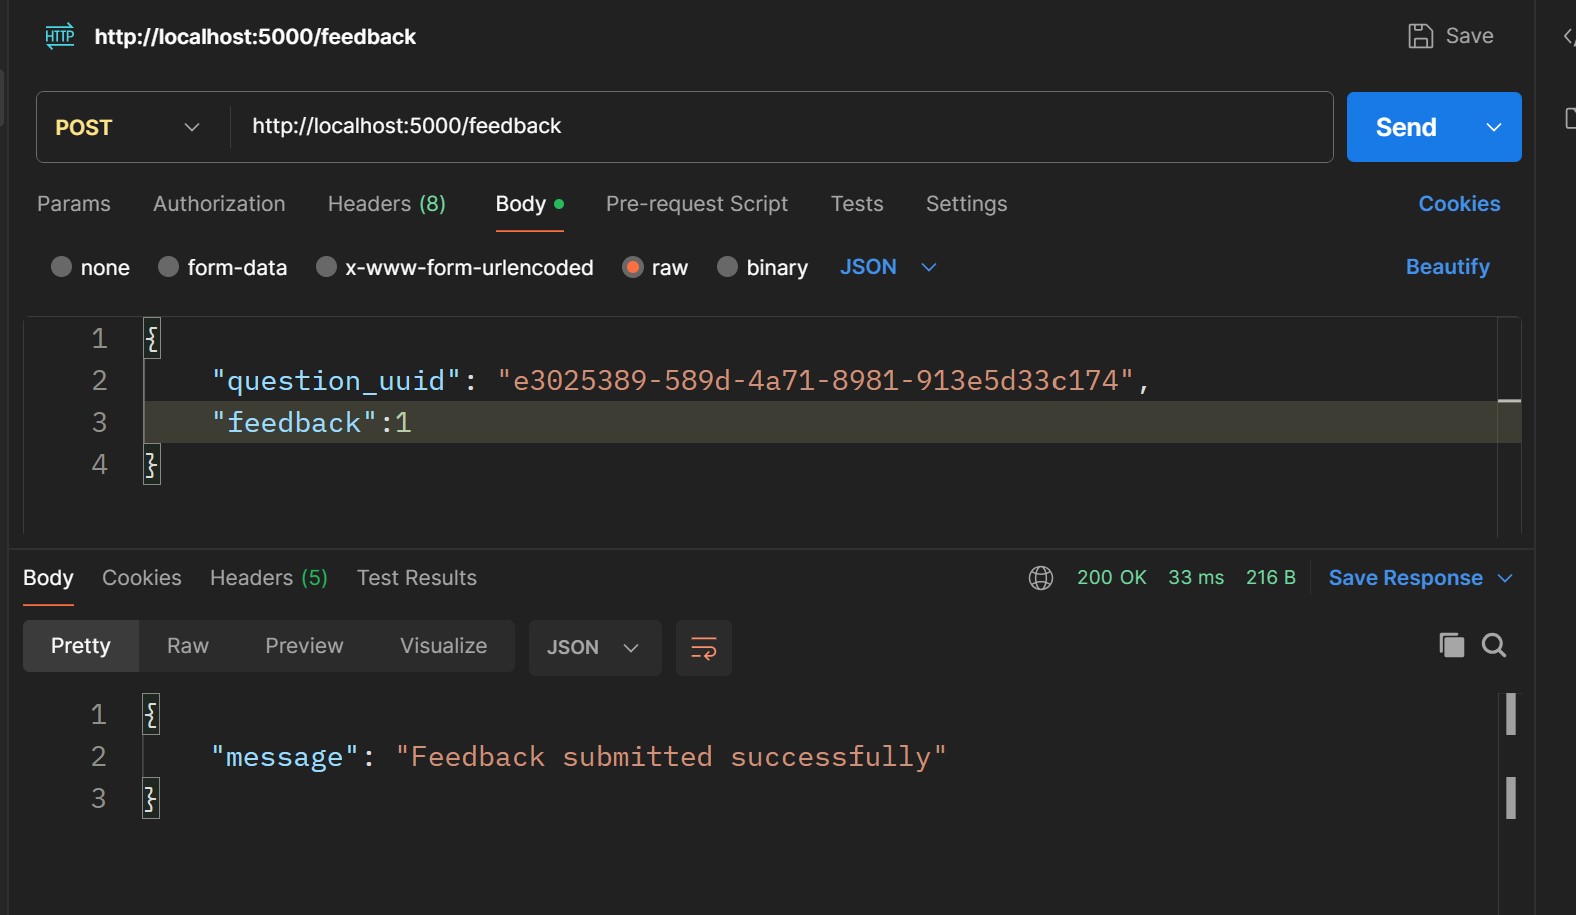 HTTP http://localhost:5000/feedback Save
POST http://localhost:5000/feedback Send
Params Authorization Headers (8) Body Pre-request Script Tests Settings Cookies
none form-data x-www-form-urlencoded raw binary JSON Beautify
1 {
2 "question_uuid": "e3025389-589d-4a71-8981-913e5d33c174",
3 "feedback":1
4 }
Body Cookies Headers (5) Test Results 200 OK 33 ms 216 B Save Response
Pretty Raw Preview Visualize JSON
1 {
2 "message": "Feedback submitted successfully"
3 }